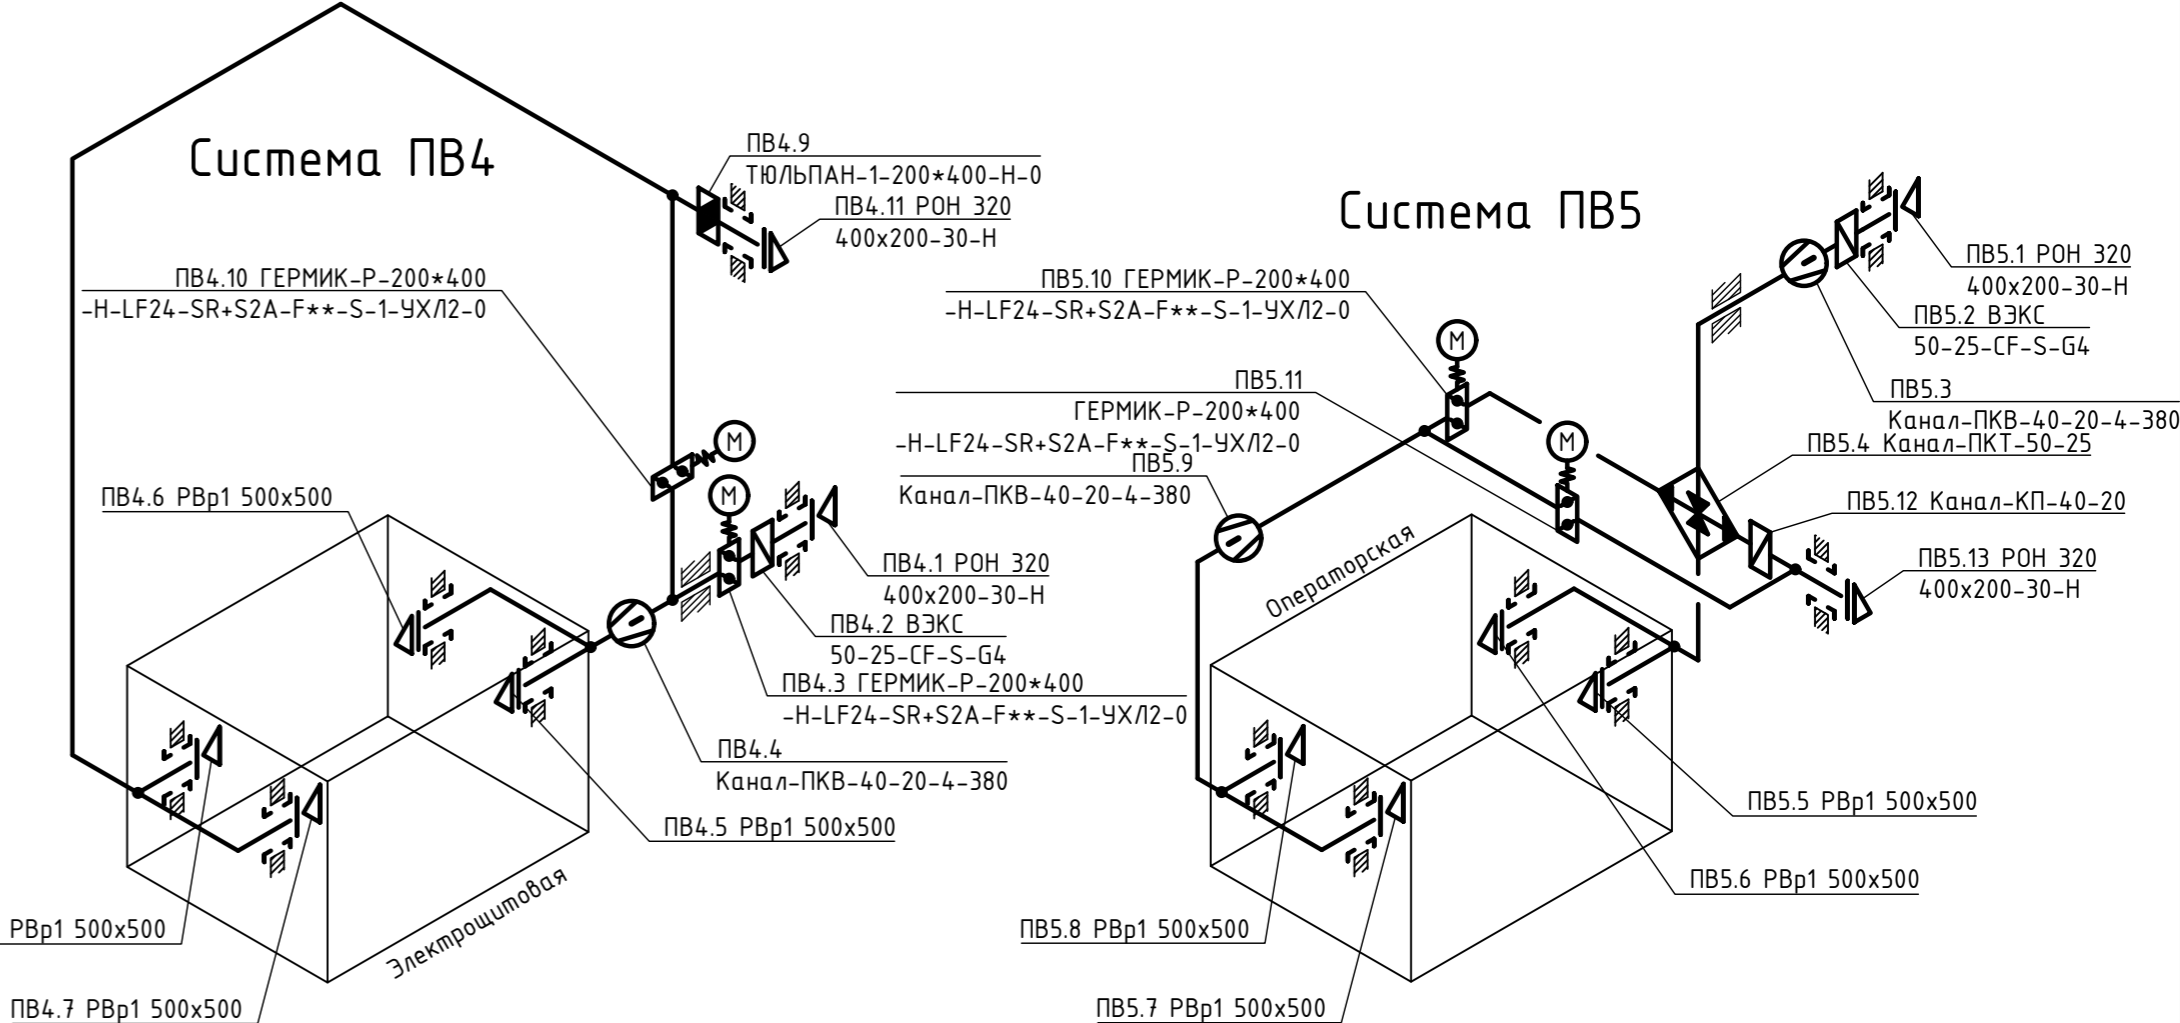 Система ПВ4
ПВ4.9
ТЮЛЬПАН-1-200*400-Н-0
ПВ4.11 РОН 320
400х200-30-Н
ПВ4.10 ГЕРМИК-Р-200*400
-Н-LF24-SR+S2A-F**-S-1-УХЛ2-0
М
М
ПВ4.6 РВр1 500х500
ПВ4.1 РОН 320
400х200-30-Н
ПВ4.2 ВЭКС
50-25-CF-S-G4
ПВ4.3 ГЕРМИК-Р-200*400
-Н-LF24-SR+S2A-F**-S-1-УХЛ2-0
ПВ4.4
Канал-ПКВ-40-20-4-380
ПВ4.5 РВр1 500х500
Электрощитовая
РВр1 500х500
ПВ4.7 РВр1 500х500
Система ПВ5
ПВ5.1 РОН 320
400х200-30-Н
ПВ5.2 ВЭКС
50-25-CF-S-G4
ПВ5.3
Канал-ПКВ-40-20-4-380
ПВ5.4 Канал-ПКТ-50-25
ПВ5.10 ГЕРМИК-Р-200*400
-Н-LF24-SR+S2A-F**-S-1-УХЛ2-0
М
ПВ5.11
ГЕРМИК-Р-200*400
-Н-LF24-SR+S2A-F**-S-1-УХЛ2-0
М
ПВ5.9
Канал-ПКВ-40-20-4-380
ПВ5.12 Канал-КП-40-20
ПВ5.13 РОН 320
400х200-30-Н
Операторская
ПВ5.5 РВр1 500х500
ПВ5.6 РВр1 500х500
ПВ5.8 РВр1 500х500
ПВ5.7 РВр1 500х500